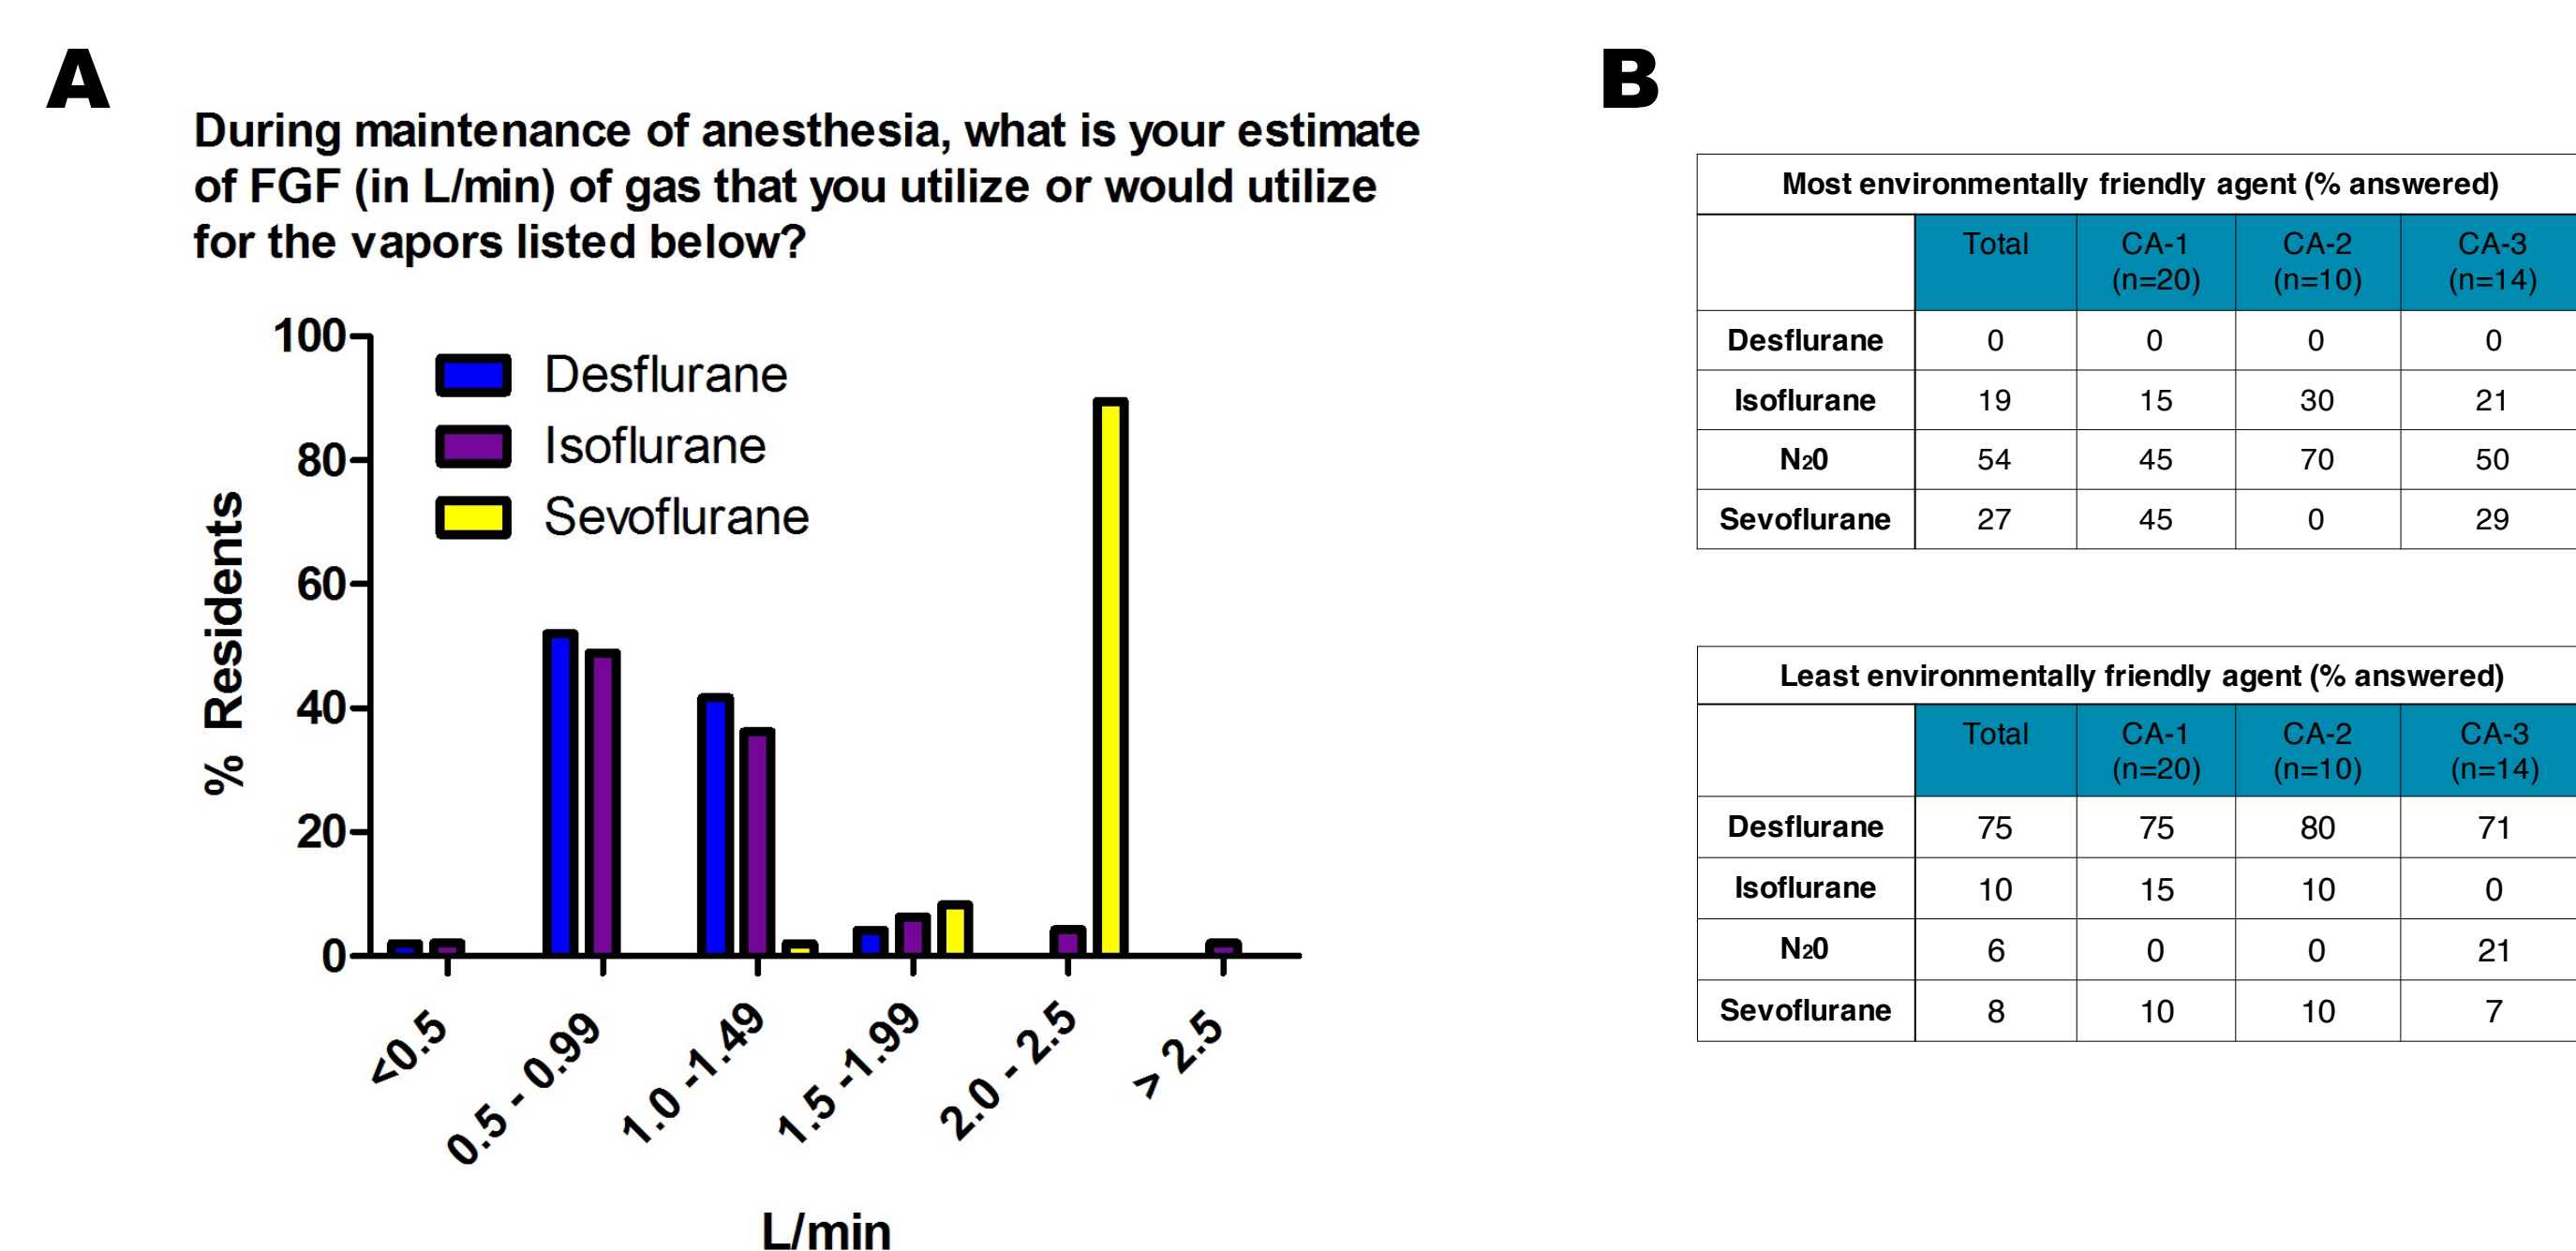 A
During maintenance of anesthesia, what is your estimate
of FGF (in L/min) of gas that you utilize or would utilize
for the vapors listed below?
100
80
60
40
20
0
% Residents
Desflurane
Isoflurane
Sevoflurane
<0.5
0.5 - 0.99
1.0 -1.49
1.5 -1.99
2.0 - 2.5
> 2.5
L/min
B
Most environmentally friendly agent (% answered)
Total CA-1 CA-2 CA-3
(n=20) (n=10) (n=14)
Desflurane 0 0 0 0
Isoflurane 19 15 30 21
N20 54 45 70 50
Sevoflurane 27 45 0 29
Least environmentally friendly agent (% answered)
Total CA-1 CA-2 CA-3
(n=20) (n=10) (n=14)
Desflurane 75 75 80 71
Isoflurane 10 15 10 0
N20 6 0 0 21
Sevoflurane 8 10 10 7